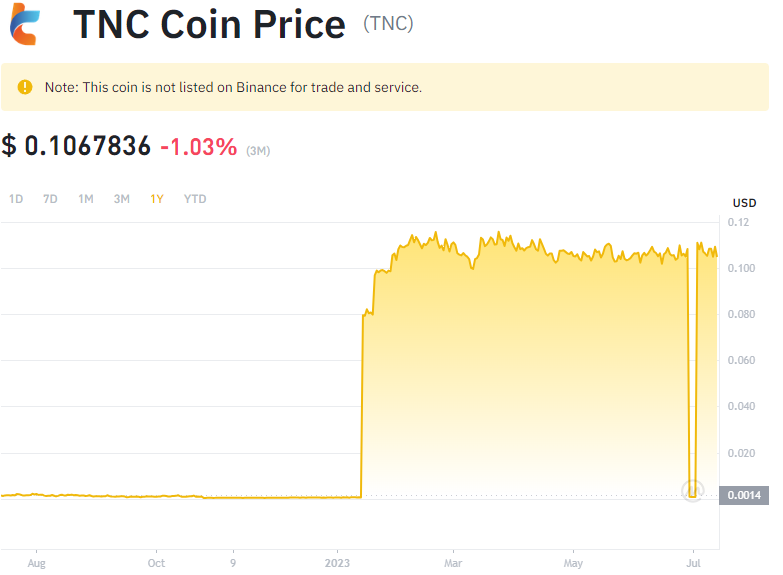 TNC Coin Price (TNC)
Note: This coin is not listed on Binance for trade and service.
$ 0.1067836 -1.03% (3M)
1D 7D 1M 3M 1Y YTD
USD
0.12
0.100
0.080
0.060
0.040
0.020
0.0014
Aug Oct 9 2023 Mar May Jul